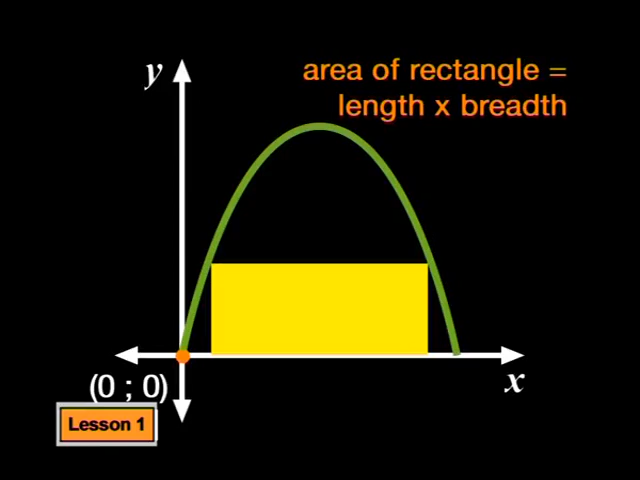 area of rectangle =
length x breadth
y
x
(0 ; 0)
Lesson 1